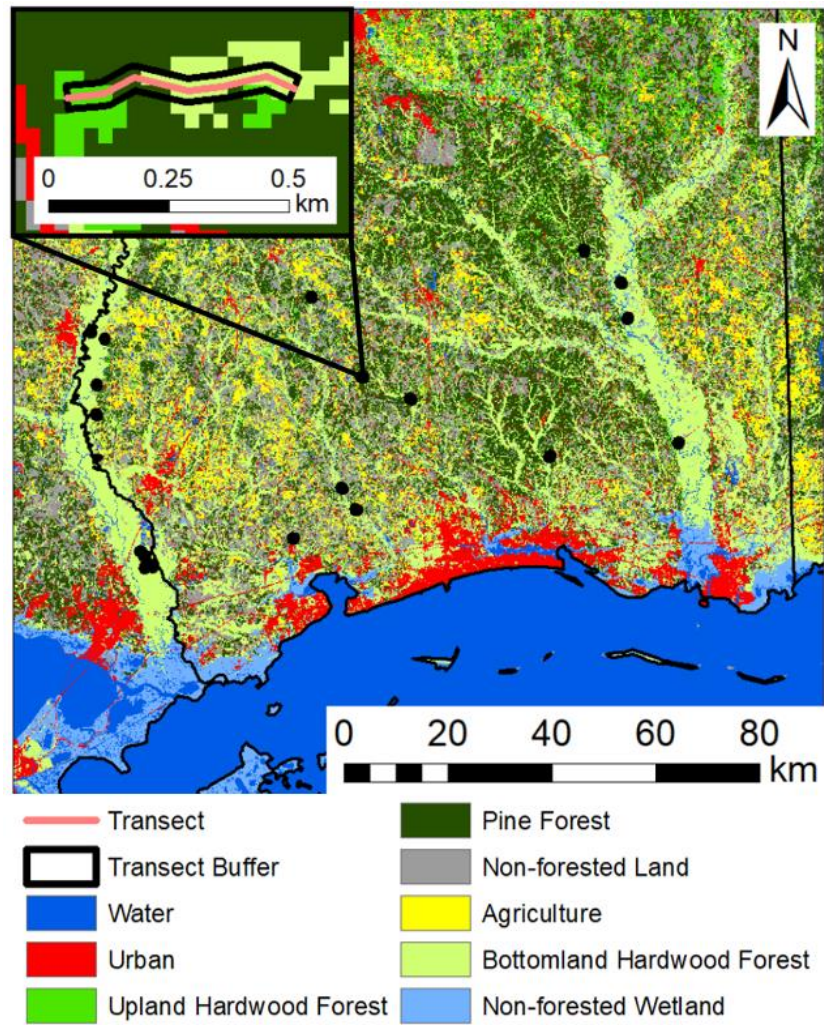 N
0 0.25 0.5
km
0 20 40 60 80
km
Transect
Transect Buffer
Water
Urban
Upland Hardwood Forest
Pine Forest
Non-forested Land
Agriculture
Bottomland Hardwood Forest
Non-forested Wetland